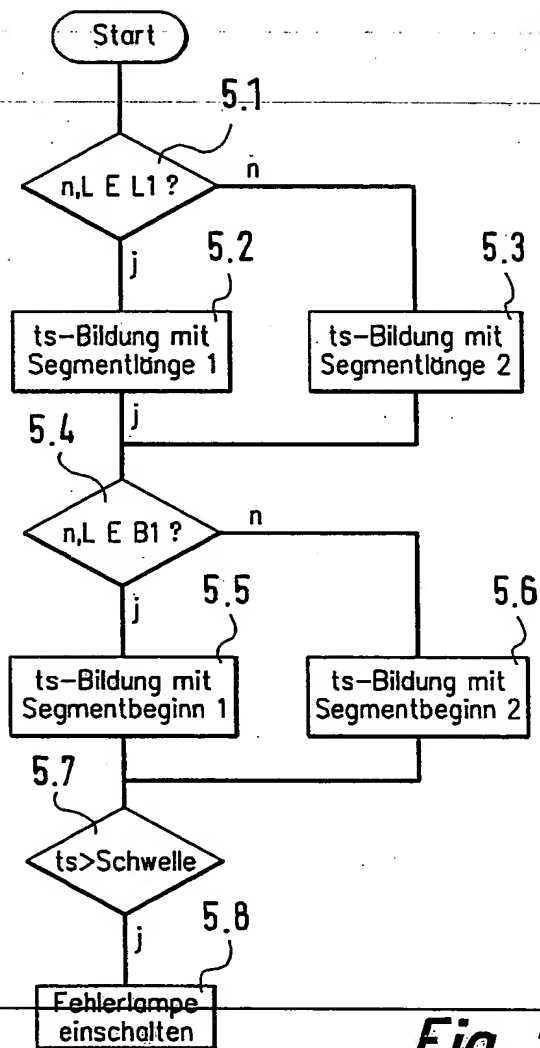 Start
5.1
n,L E L1 ?
n
j
5.2
5.3
ts-Bildung mit
Segmentlänge 1
ts-Bildung mit
Segmentlänge 2
j
5.4
n,L E B1 ?
n
j
5.5
5.6
ts-Bildung mit
Segmentbeginn 1
ts-Bildung mit
Segmentbeginn 2
5.7
ts>Schwelle
j
5.8
Fehlerlampe
einschalten
Fig.